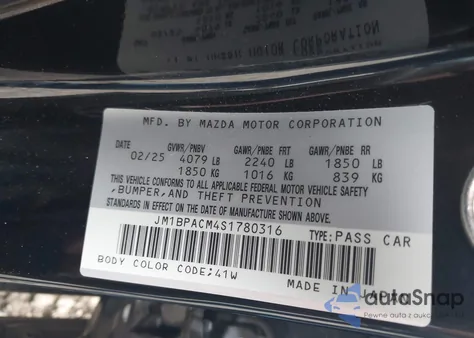 MFD. BY MAZDA MOTOR CORPORATION
DATE GVWR/PNBV GAWR/PNBE FRT GAWR/PNBE RR
02/25 4079 LB 2240 LB 1850 LB
1850 KG 1016 KG 839 KG
THIS VEHICLE CONFORMS TO ALL APPLICABLE FEDERAL MOTOR VEHICLE SAFETY,
BUMPER, AND THEFT PREVENTION
STANDARDS IN EFFECT ON THE DATE OF MANUFACTURE SHOWN ABOVE.
JM1BPACM4S1780316 TYPE:PASS CAR
BODY COLOR CODE:41W MADE IN
autoSnap
Pewne auta z aukcji